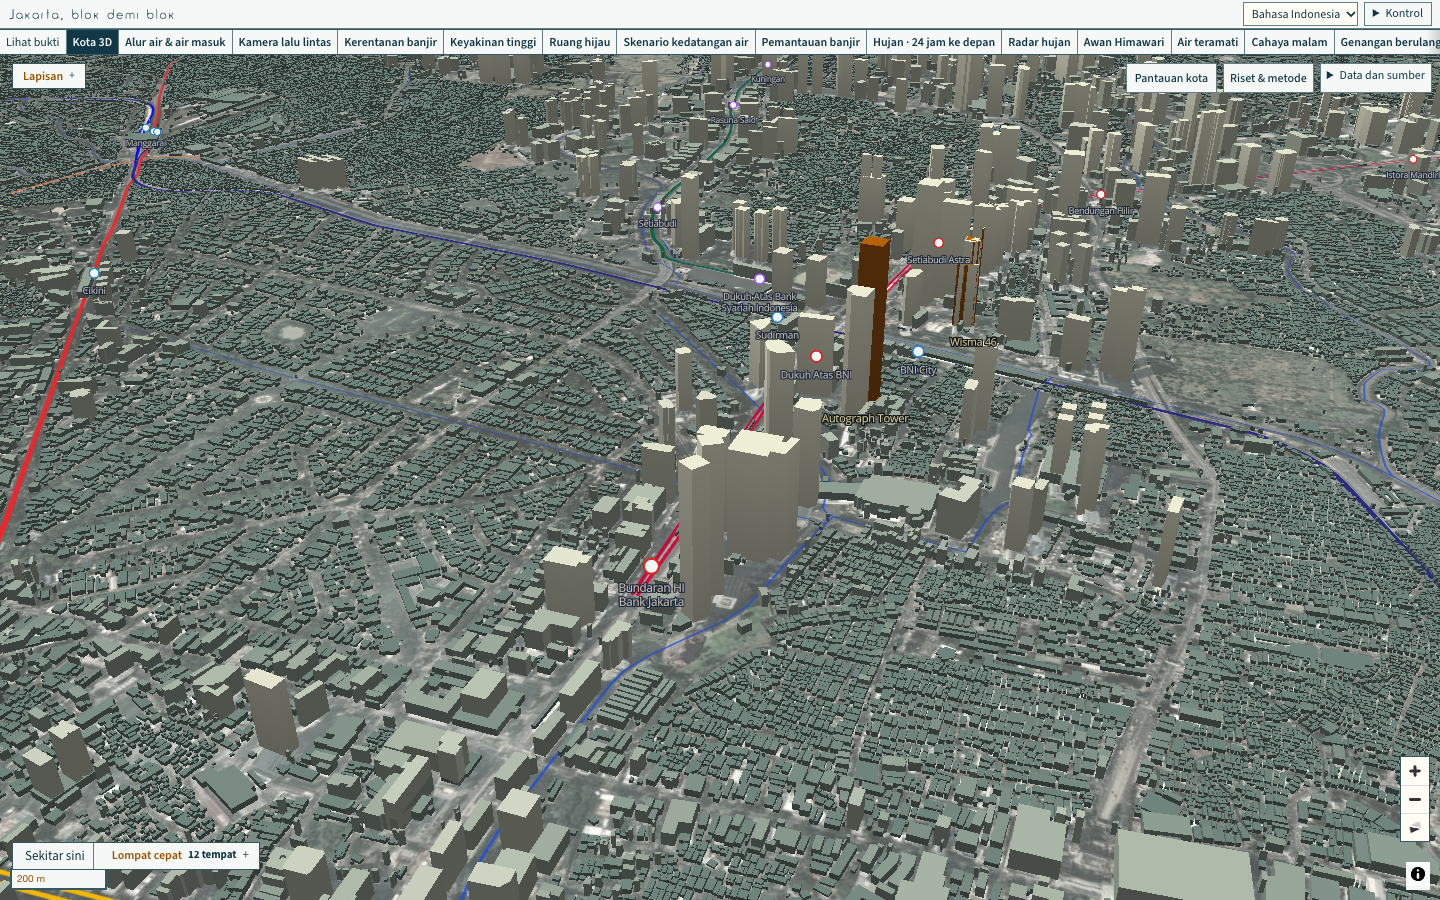 Jakarta, blok demi blok
Bahasa Indonesia
Kontrol
Lihat bukti
Kota 3D
Alur air & air masuk
Kamera lalu lintas
Kerentanan banjir
Keyakinan tinggi
Ruang hijau
Skenario kedatangan air
Pemantauan banjir
Hujan · 24 jam ke depan
Radar hujan
Awan Himawari
Air teramati
Cahaya malam
Genangan berulang
Lapisan +
Pantauan kota
Riset & metode
Data dan sumber
Kuningan
Rasuna Said
Manggarai
Istora Mandiri
Bendungan Hilir
Setiabudi
Setiabudi Astra
Cikini
Dukuh Atas Bank
Syariah Indonesia
Sudirman
Wisma 46
Dukuh Atas BNI
BNI City
Autograph Tower
Bundaran HI
Bank Jakarta
Sekitar sini
Lompat cepat 12 tempat +
200 m